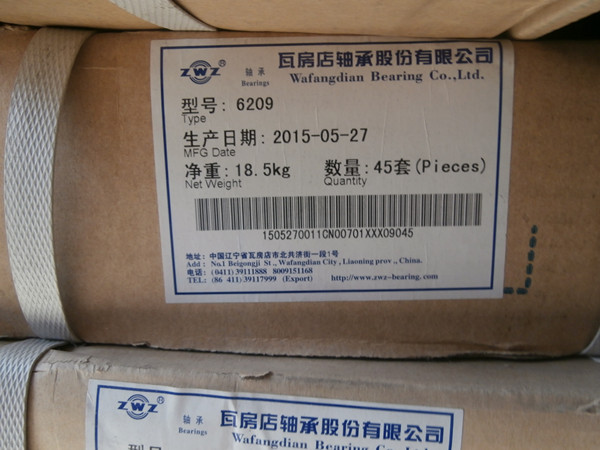 ZWZ ® 轴承 瓦房店轴承股份有限公司
Bearings Wafangdian Bearing Co.,Ltd.
型号: 6209
Type
生产日期: 2015-05-27
MFG Date
净重: 18.5kg 数量: 45套(Pieces)
Net Weight Quantity
1505270011CN00701XXX09045
地址: 中国辽宁省瓦房店市北共济街一段1号
Add : No.1 Beigongji St., Wafangdian City, Liaoning prov., China.
电话: (0411) 39111888 8009151168
TEL: (86 411) 39117999 (Export) http://www.zwz-bearing.com
ZWZ ® 轴承 瓦房店轴承股份有限公司
Bearings Wafangdian Bearing Co.,Ltd.
型号